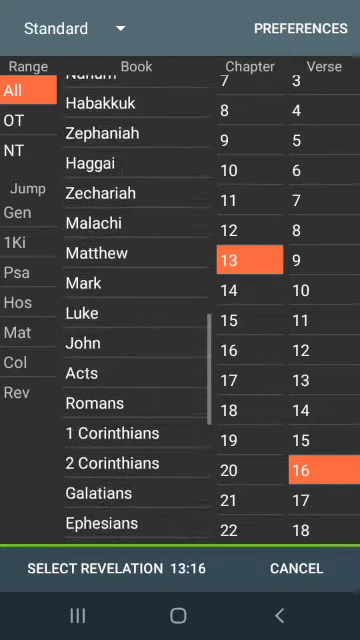 Standard PREFERENCES
Range Book Chapter Verse
All Nahum 7 3
Habakkuk 8 4
OT Zephaniah 9 5
NT Haggai 10 6
Jump Zechariah 11 7
Gen Malachi 12 8
1Ki Matthew 13 9
Psa Mark 14 10
Hos Luke 15 11
Mat John 16 12
Col Acts 17 13
Rev Romans 18 14
1 Corinthians 19 15
2 Corinthians 20 16
Galatians 21 17
Ephesians 22 18
SELECT REVELATION 13:16 CANCEL